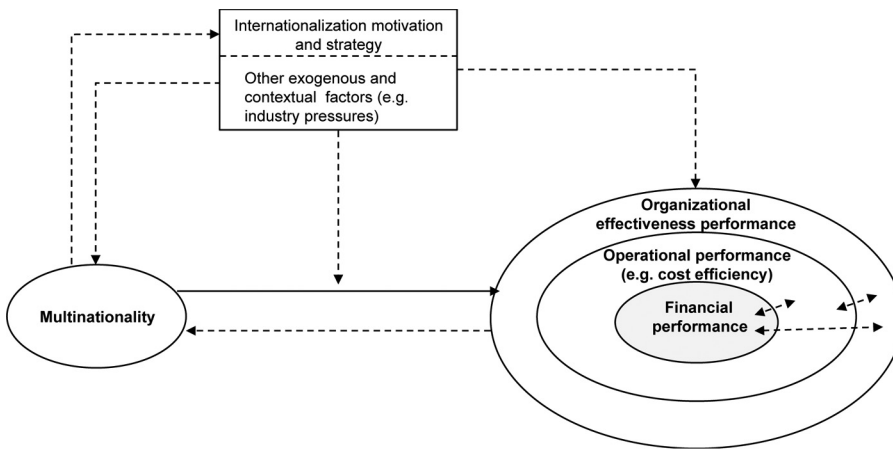 Internationalization motivation
and strategy
Other exogenous and
contextual factors (e.g.
industry pressures)
Organizational
effectiveness performance
Operational performance
(e.g. cost efficiency)
Multinationality
Financial
performance